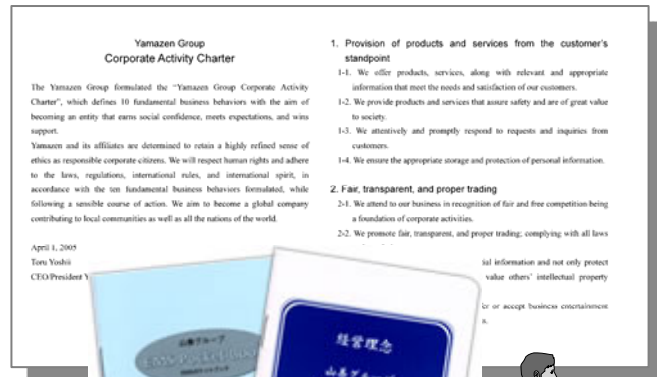 Yamazen Group
Corporate Activity Charter
The Yamazen Group formulated the "Yamazen Group Corporate Activity
Charter", which defines 10 fundamental business behaviors with the aim of
becoming an entity that earns social confidence, meets expectations, and wins
support.
Yamazen and its affiliates are determined to retain a highly refined sense of
ethics as responsible corporate citizens. We will respect human rights and adhere
to the laws, regulations, international rules, and international spirit, in
accordance with the ten fundamental business behaviors formulated, while
following a sensible course of action. We aim to become a global company
contributing to local communities as well as all the nations of the world.
April 1, 2005
Toru Yoshii
CEO/President Y
1. Provision of products and services from the customer's
standpoint
1-1. We offer products, services, along with relevant and appropriate
information that meet the needs and satisfaction of our customers.
1-2. We provide products and services that assure safety and are of great value
to society.
1-3. We attentively and promptly respond to requests and inquiries from
customers.
1-4. We ensure the appropriate storage and protection of personal information.
2. Fair, transparent, and proper trading
2-1. We attend to our business in recognition of fair and free competition being
a foundation of corporate activities.
2-2. We promote fair, transparent, and proper trading; complying with all laws
ial information and not only protect
value others' intellectual property
or accept business entertainment
山善グループ
EMS Pocket Book
経営理念
山善グループ